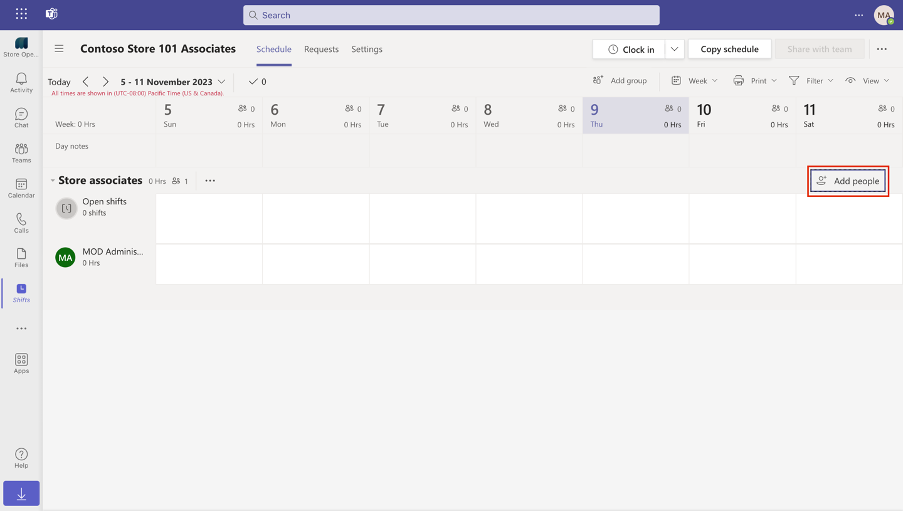 Search
MA
Store Ope...
Activity
Chat
Teams
Calendar
Calls
Files
Shifts
Apps
Help
Contoso Store 101 Associates
Schedule
Requests
Settings
Clock in
Copy schedule
Share with team
Today
5 - 11 November 2023
0
All times are shown in (UTC-08:00) Pacific Time (US & Canada).
Add group
Week
Print
Filter
View
Week: 0 Hrs
5 0
Sun 0 Hrs
6 0
Mon 0 Hrs
7 0
Tue 0 Hrs
8 0
Wed 0 Hrs
9 0
Thu 0 Hrs
10 0
Fri 0 Hrs
11 0
Sat 0 Hrs
Day notes
Store associates 0 Hrs 1
Add people
Open shifts
0 shifts
MA
MOD Adminis...
0 Hrs